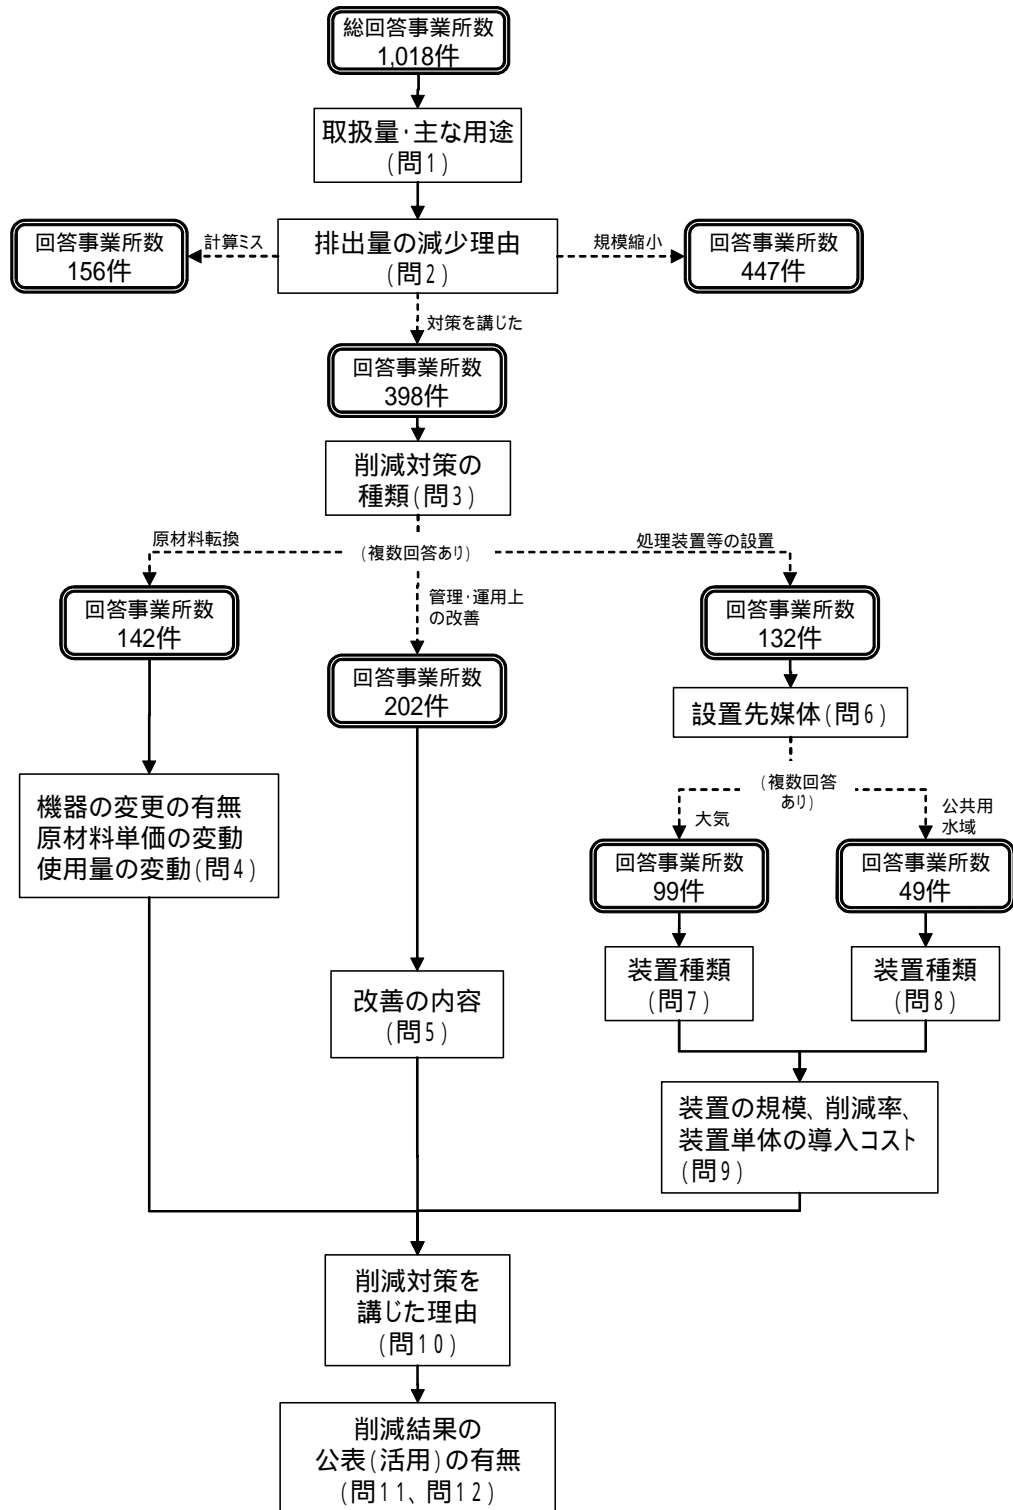 総回答事業所数
1,018件
取扱量・主な用途
(問1)
計算ミス
回答事業所数
156件
排出量の減少理由
(問2)
規模縮小
回答事業所数
447件
対策を講じた
回答事業所数
398件
削減対策の
種類(問3)
原材料転換
(複数回答あり)
処理装置等の設置
回答事業所数
142件
管理・運用上
の改善
回答事業所数
132件
回答事業所数
202件
設置先媒体(問6)
機器の変更の有無
原材料単価の変動
使用量の変動(問4)
(複数回答
あり)
大気
公共用
水域
回答事業所数
99件
回答事業所数
49件
改善の内容
(問5)
装置種類
(問7)
装置種類
(問8)
装置の規模、削減率、
装置単体の導入コスト
(問9)
削減対策を
講じた理由
(問10)
削減結果の
公表(活用)の有無
(問11、問12)